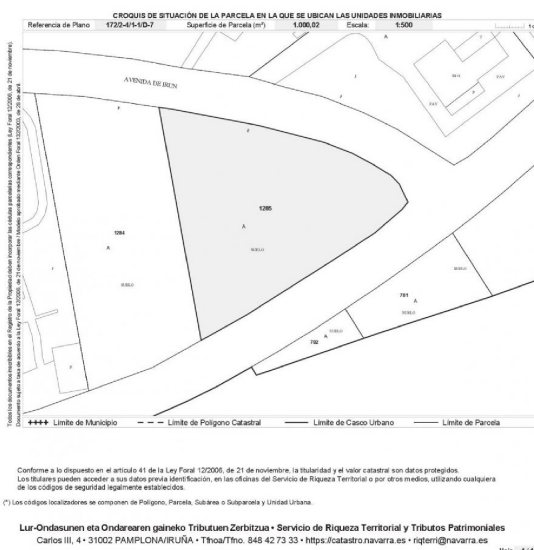 CROQUIS DE SITUACIÓN DE LA PARCELA EN LA QUE SE UBICAN LAS UNIDADES INMOBILIARIAS
Referencia de Plano 172/2-4/1-1/D-7 Superficie de Parcela (m²) 1.000,02 Escala: 1:500
AVENIDA DE IRUN
1284
A
SUELO
1285
A
SUELO
781
A
SUELO
782
A
SUELO
Límite de Municipio Límite de Polígono Catastral Límite de Casco Urbano Límite de Parcela
Conforme a lo dispuesto en el artículo 41 de la Ley Foral 12/2006, de 21 de noviembre, la titularidad y el valor catastral son datos protegidos.
Los titulares pueden acceder a sus datos previa identificación, en las oficinas del Servicio de Riqueza Territorial o por otros medios, utilizando cualquiera
de los códigos de seguridad legalmente establecidos.
(*) Los códigos localizadores se componen de Polígono, Parcela, Subárea o Subparcela y Unidad Urbana.
Lur-Ondasunen eta Ondarearen gaineko Tributuen Zerbitzua • Servicio de Riqueza Territorial y Tributos Patrimoniales
Carlos III, 4 • 31002 PAMPLONA/IRUÑA • Tfnoa/Tfno. 848 42 73 33 • https://catastro.navarra.es • riqterri@navarra.es